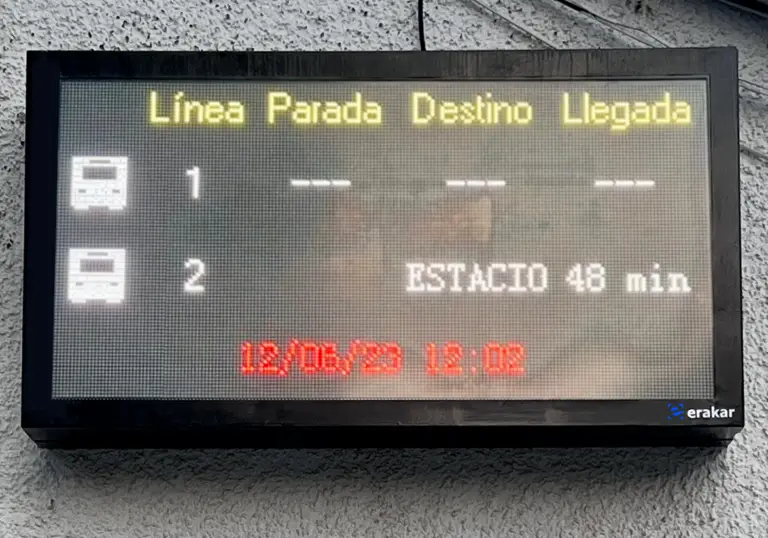 Línea Parada Destino Llegada
1 --- --- ---
2 ESTACIO 48 min
12/06/23 12:02
erakar